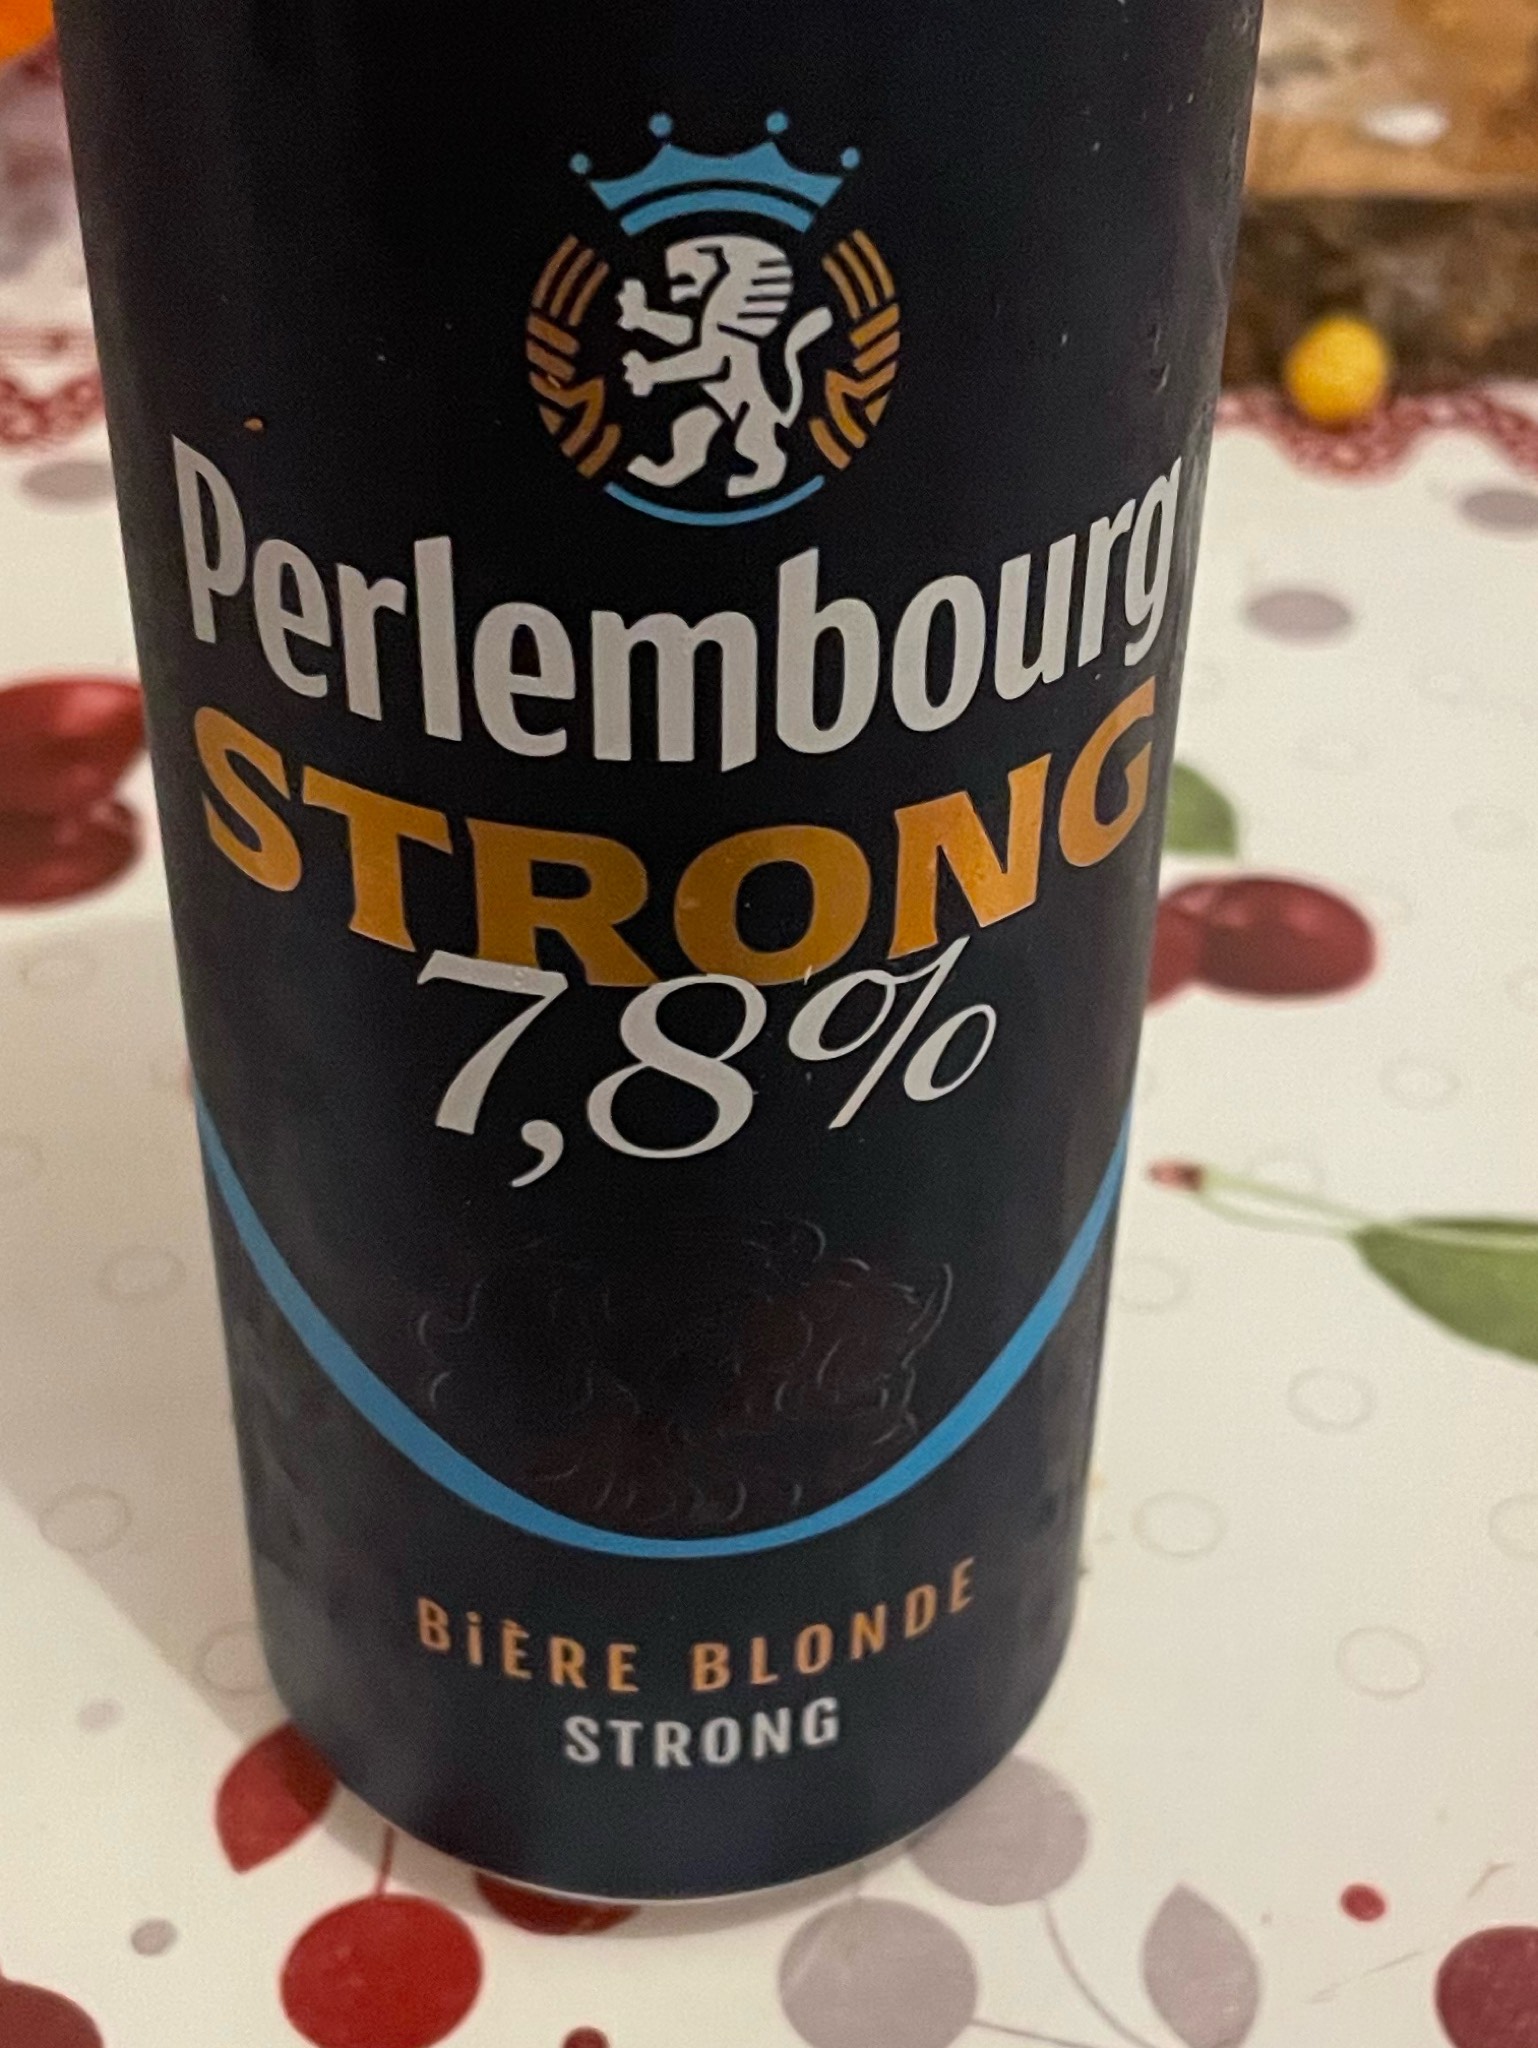 Perlembourg
STRONG
7,8%
BiÈRE BLONDE
STRONG